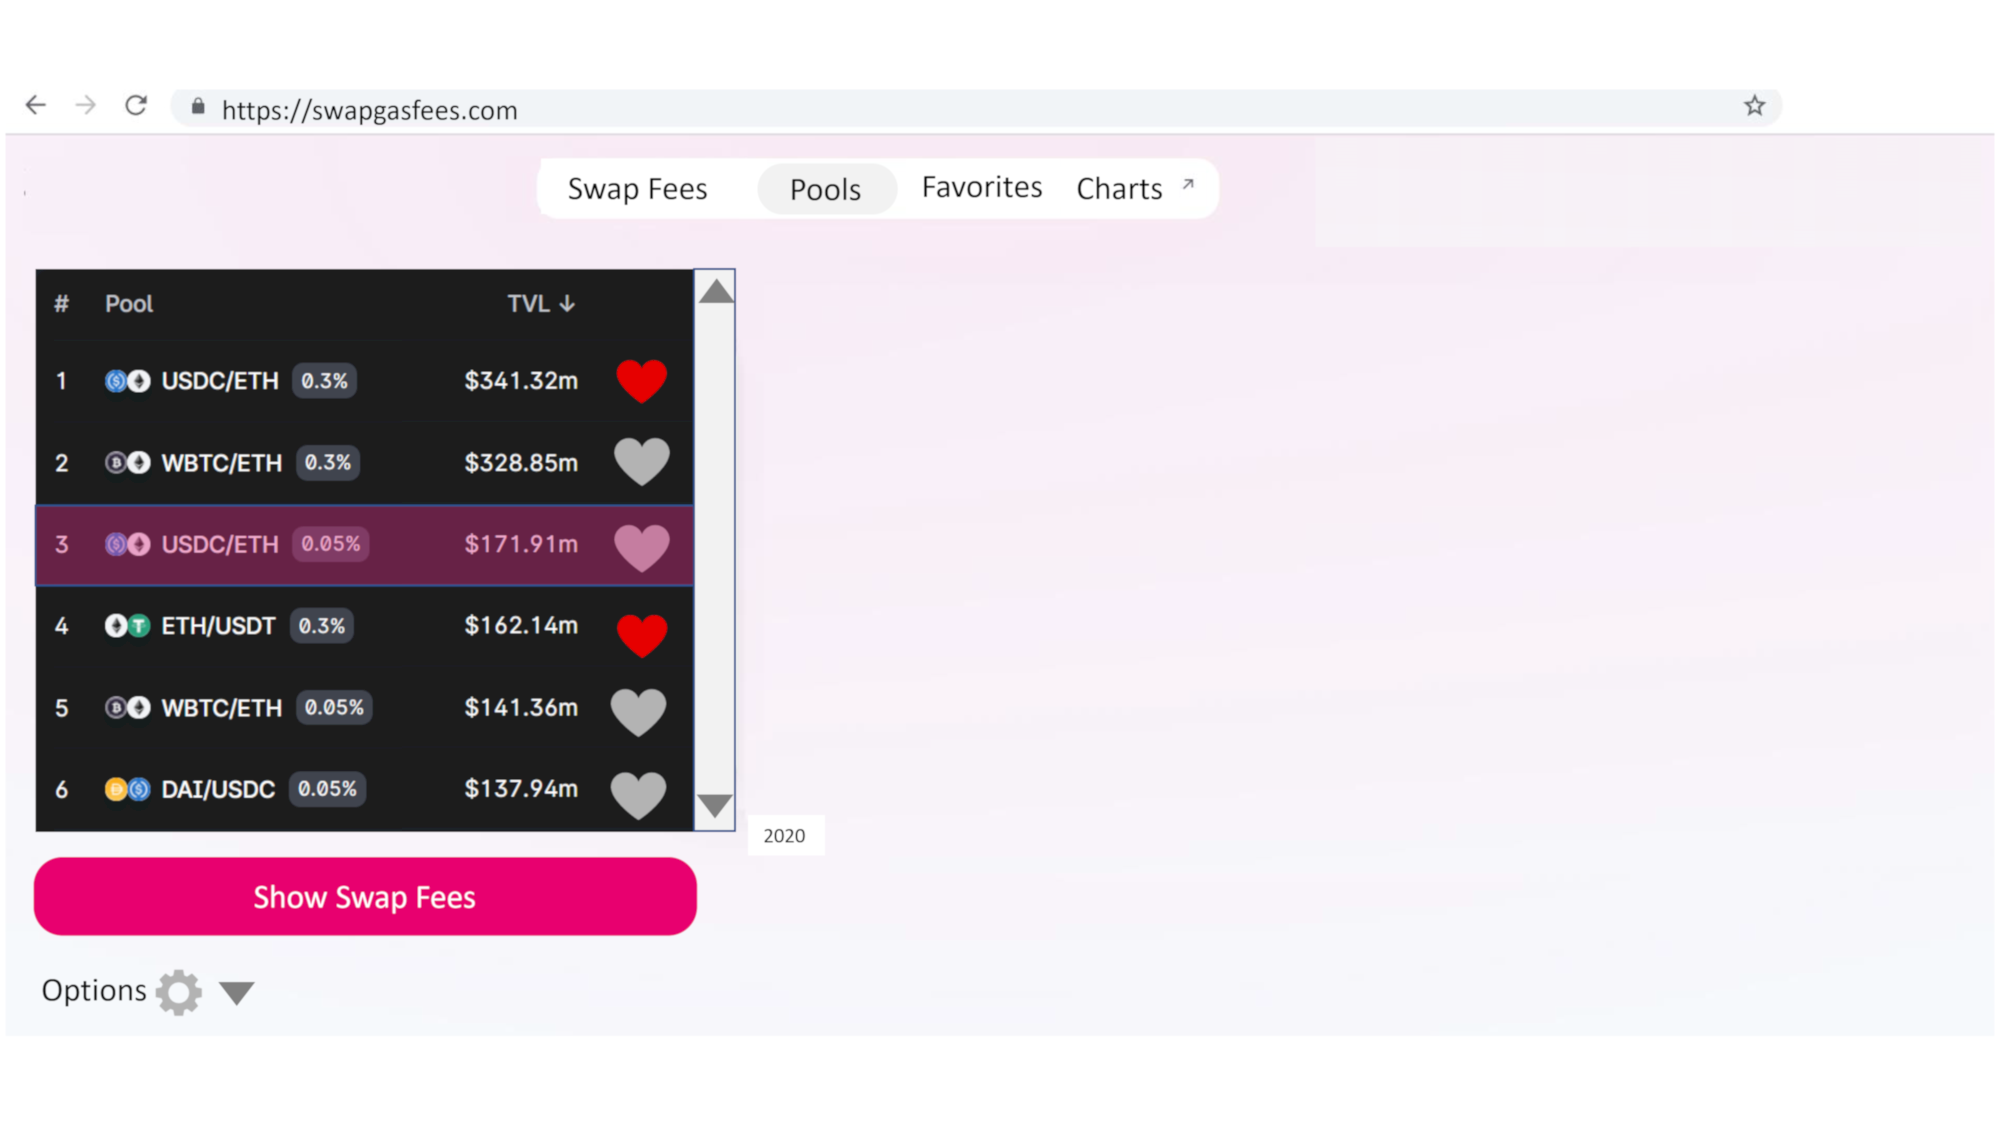 https://swapgasfees.com
Swap Fees Pools Favorites Charts
# Pool TVL ↓
1 USDC/ETH 0.3% $341.32m
2 WBTC/ETH 0.3% $328.85m
3 USDC/ETH 0.05% $171.91m
4 ETH/USDT 0.3% $162.14m
5 WBTC/ETH 0.05% $141.36m
6 DAI/USDC 0.05% $137.94m
2020
Show Swap Fees
Options